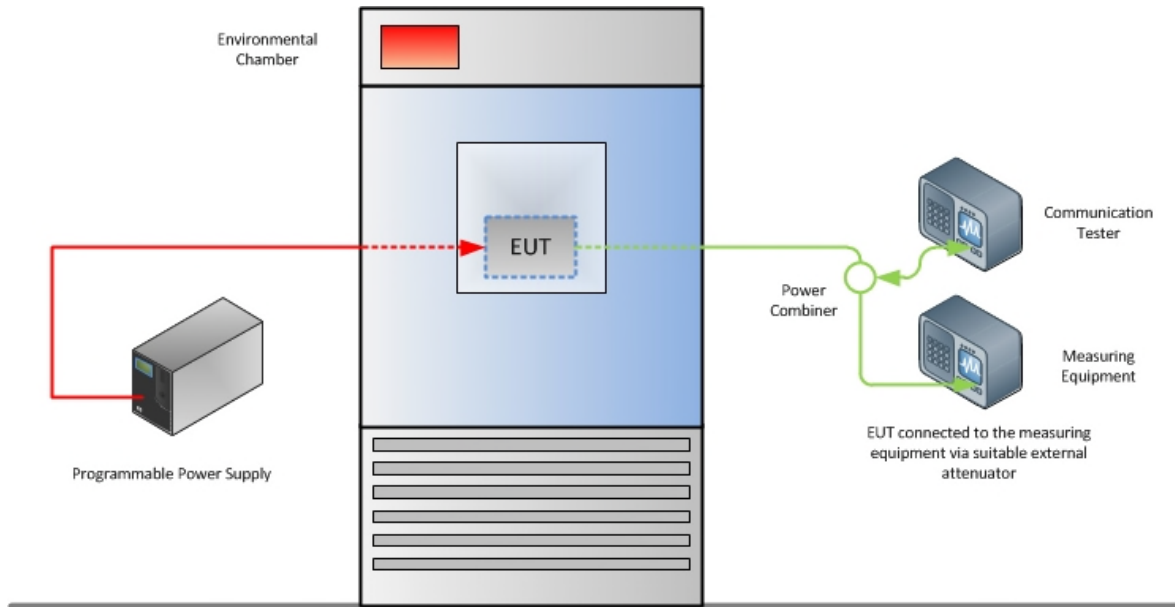 Environmental
Chamber
EUT
Communication
Tester
Power
Combiner
Measuring
Equipment
EUT connected to the measuring
equipment via suitable external
attenuator
Programmable Power Supply